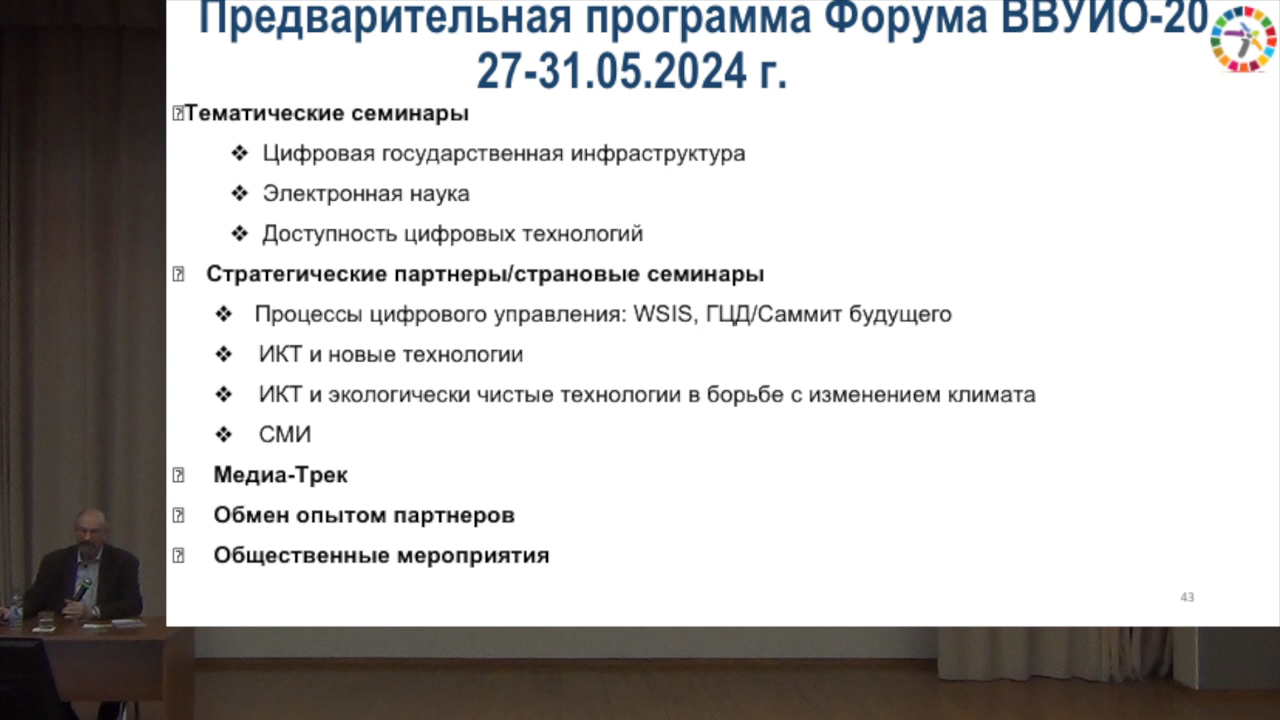 Предварительная программа Форума ВВУИО-20
27-31.05.2024 г.
Тематические семинары
❖ Цифровая государственная инфраструктура
❖ Электронная наука
❖ Доступность цифровых технологий
Стратегические партнеры/страновые семинары
❖ Процессы цифрового управления: WSIS, ГЦД/Саммит будущего
❖ ИКТ и новые технологии
❖ ИКТ и экологически чистые технологии в борьбе с изменением климата
❖ СМИ
Медиа-Трек
Обмен опытом партнеров
Общественные мероприятия
43